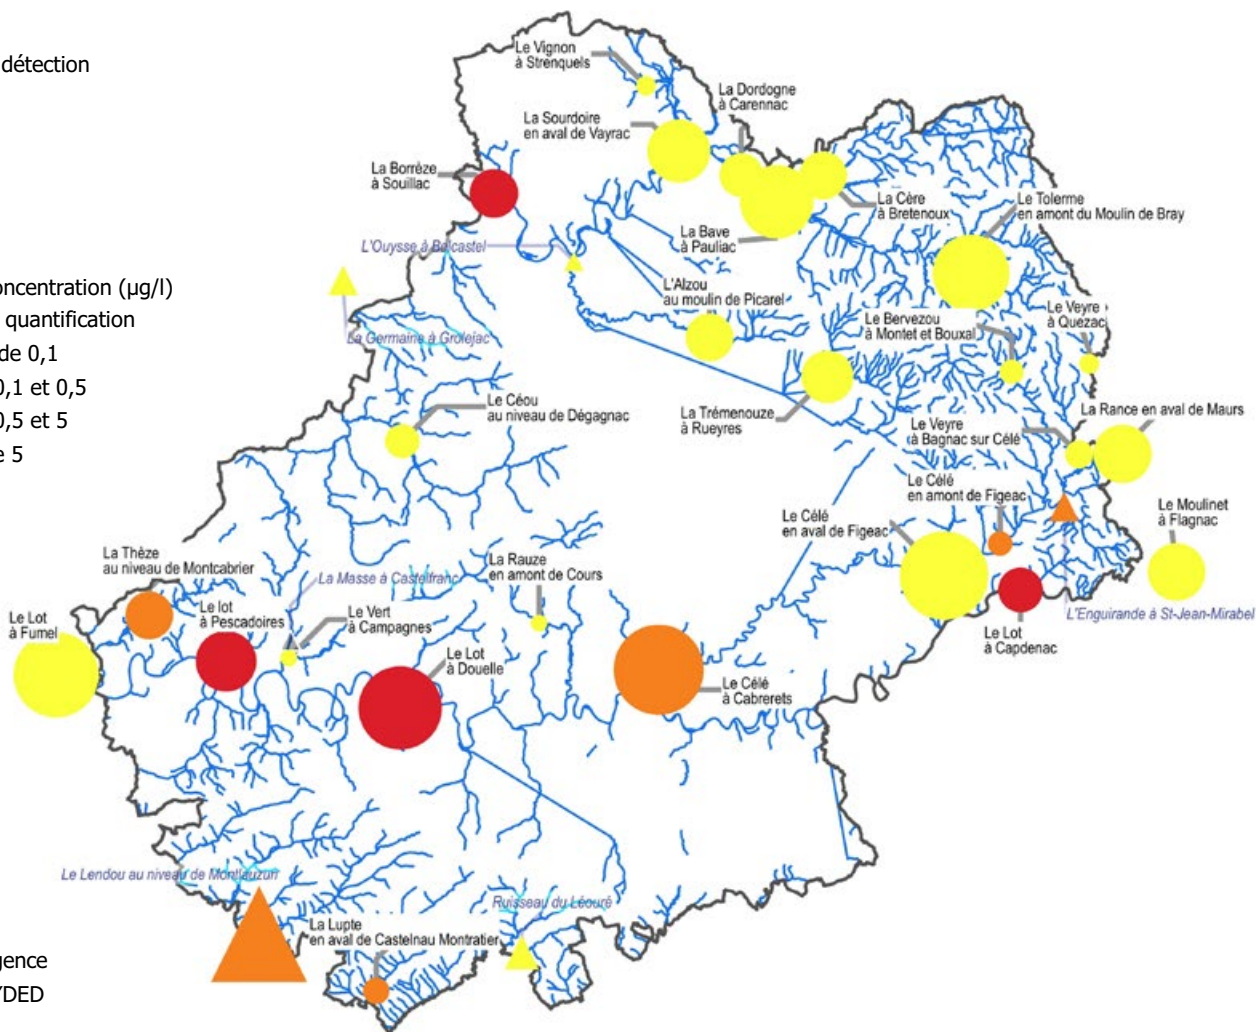 détection
Le Vignon
à Strenquels
La Dordogne
à Carennac
La Sourdoire
en aval de Vayrac
La Borrèze
à Souillac
La Cère
à Bretenoux
Le Tolerme
en amont du Moulin de Bray
La Bave
à Pauliac
L'Ouysse à Belcastel
oncentration (µg/l)
quantification
de 0,1
0,1 et 0,5
0,5 et 5
e 5
L'Alzou
au moulin de Picarel
Le Bervezou
à Montet et Bouxal
Le Veyre
à Quezac
La Germaine à Grolejac
Le Céou
au niveau de Dégagnac
La Trémenouze
à Rueyres
La Rance en aval de Maurs
Le Veyre
à Bagnac sur Célé
Le Célé
en amont de Figeac
Le Célé
en aval de Figeac
Le Moulinet
à Flagnac
La Thèze
au niveau de Montcabrier
La Masse à Castelfranc
La Rauze
en amont de Cours
Le Lot
à Fumel
Le lot
à Pescadoires
Le Vert
à Campagnes
L'Enguirande à St-Jean-Mirabel
Le Lot
à Capdenac
Le Lot
à Douelle
Le Célé
à Cabrerets
Le Lendou au niveau de Montlauzun
Ruisseau du Léouré
La Lupte
en aval de Castelnau Montratier
gence
YDED